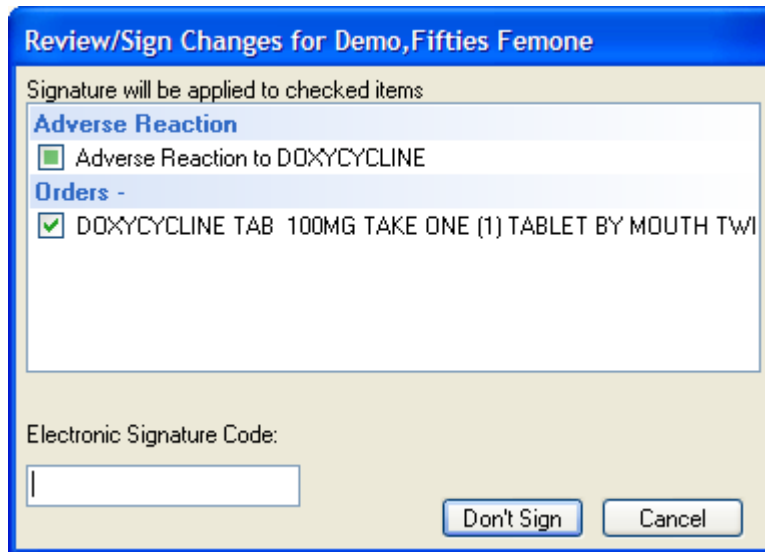 Review/Sign Changes for Demo,Fifties Femone
Signature will be applied to checked items
Adverse Reaction
Adverse Reaction to DOXYCYCLINE
Orders -
DOXYCYCLINE TAB 100MG TAKE ONE (1) TABLET BY MOUTH TWI
Electronic Signature Code:
Don't Sign Cancel